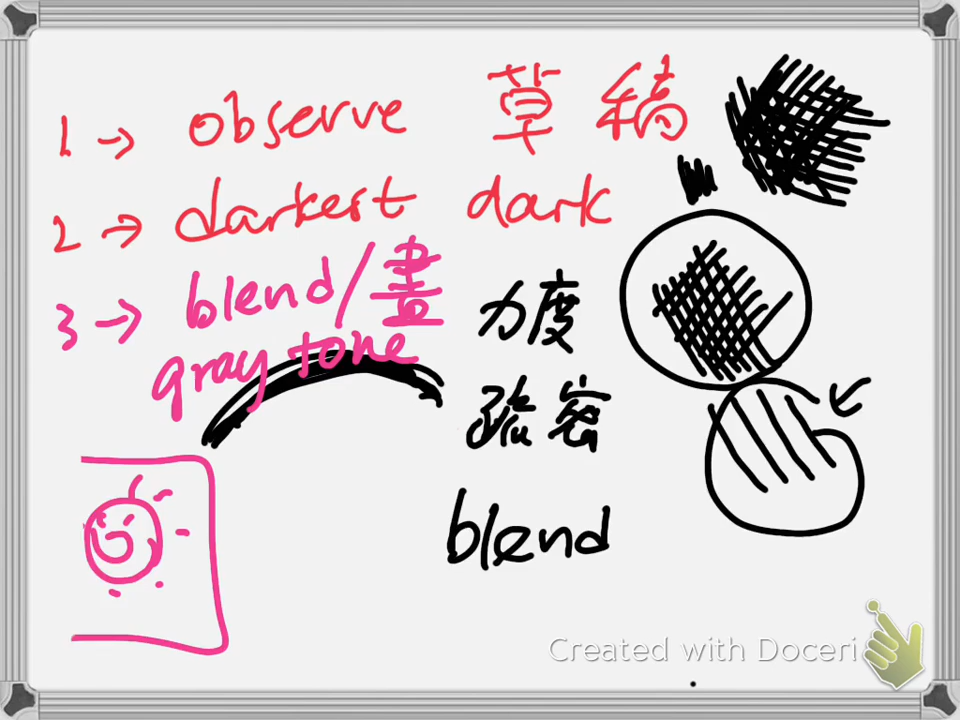 1 → observe 草稿
2 → darkest dark
3 → blend/畫
gray tone
力度
疏密
blend
Created with Doceri